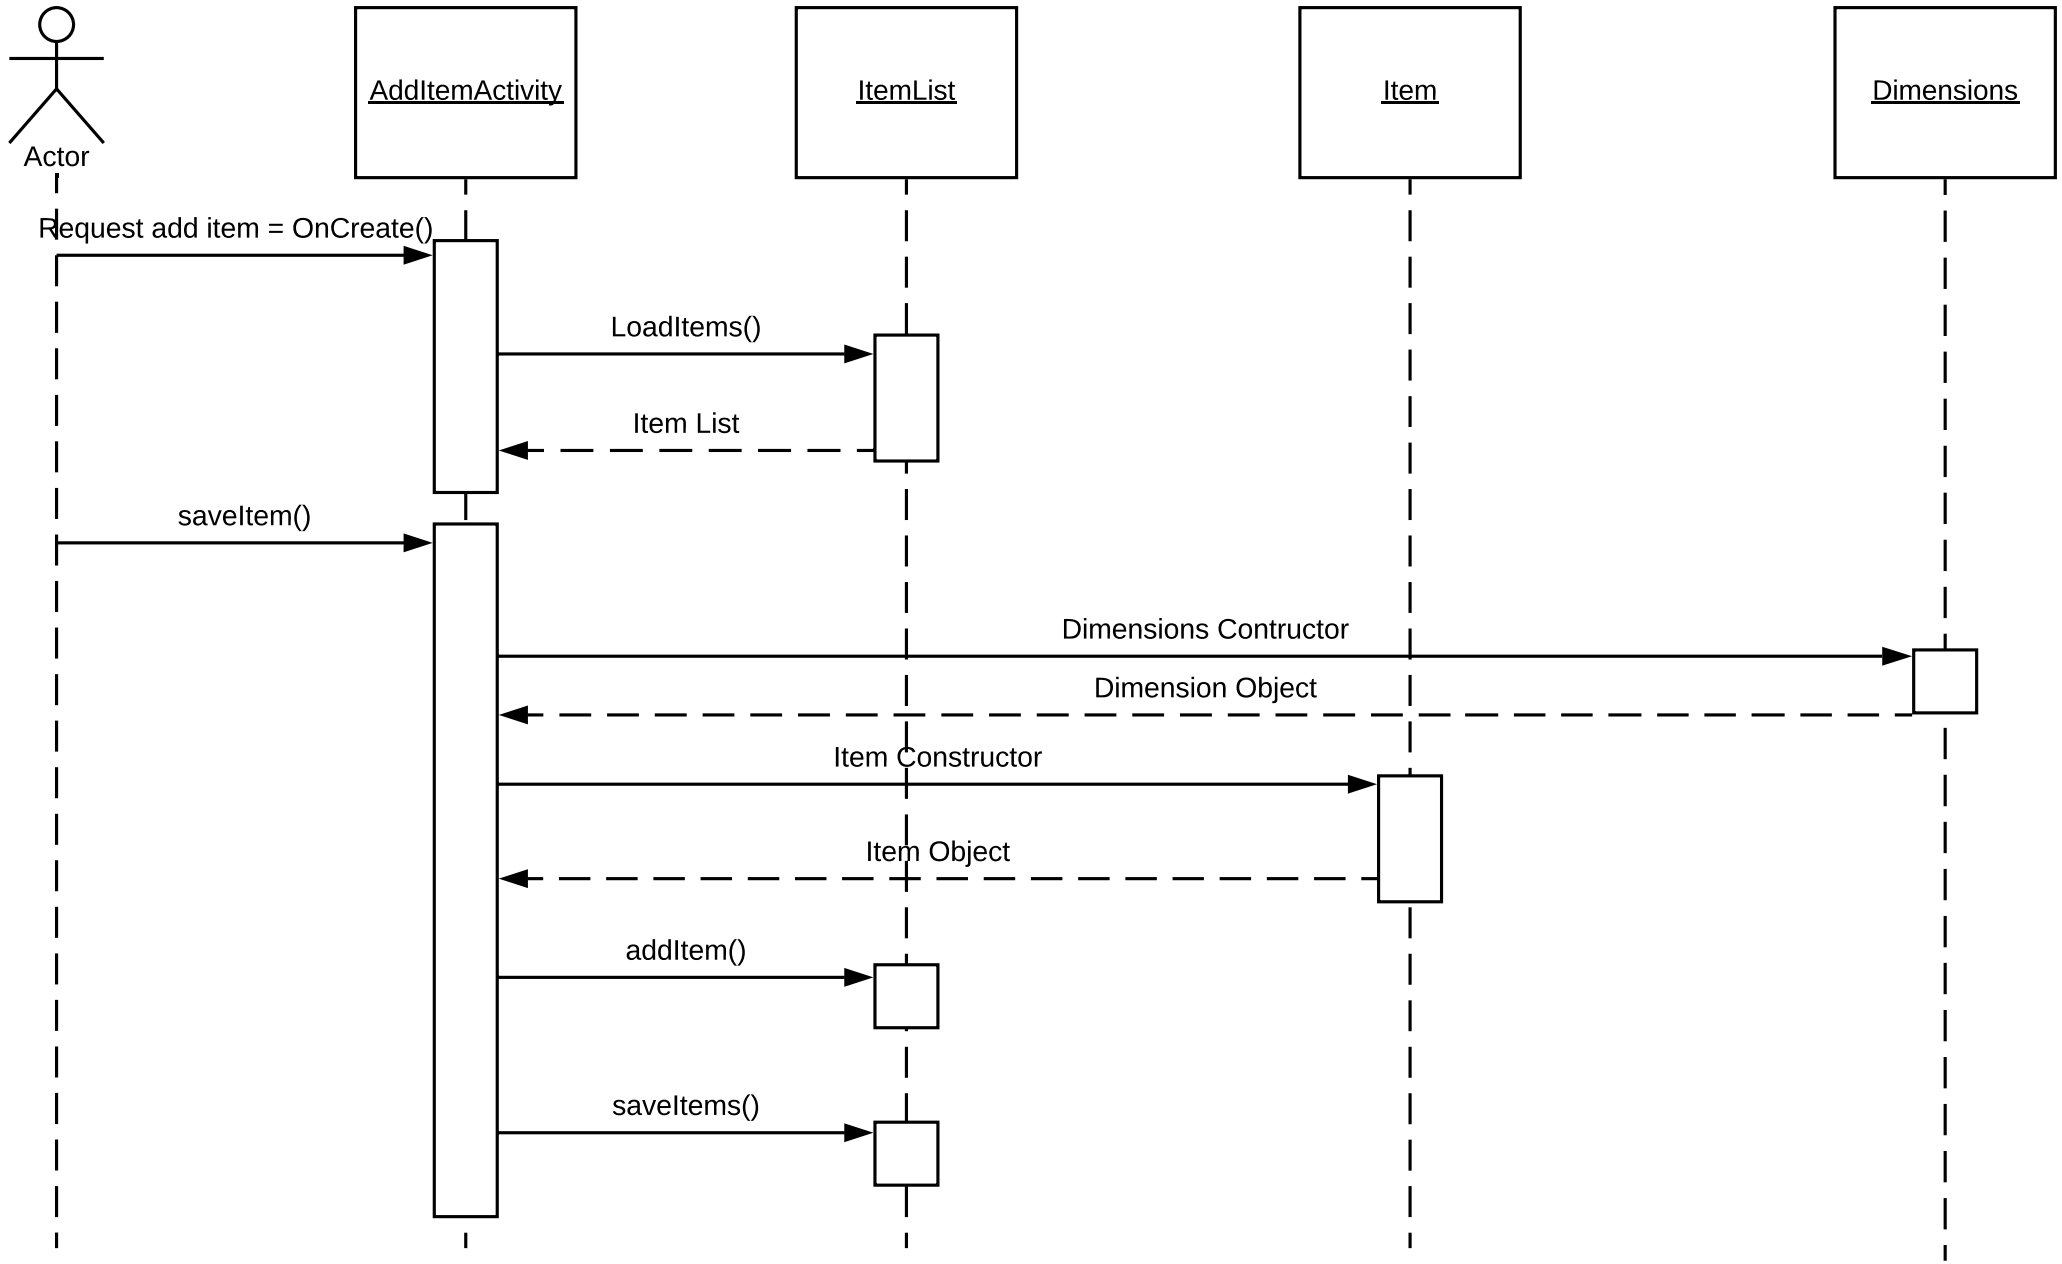 Actor
AddItemActivity
ItemList
Item
Dimensions
Request add item = OnCreate()
LoadItems()
Item List
saveItem()
Dimensions Contructor
Dimension Object
Item Constructor
Item Object
addItem()
saveItems()